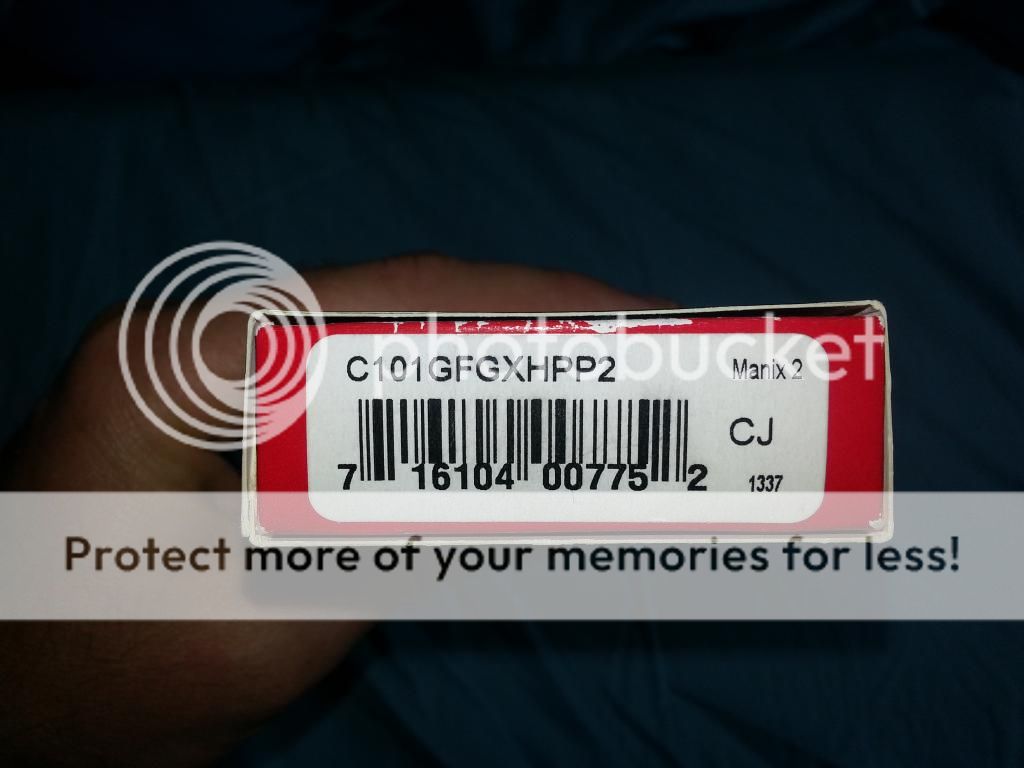 photobucket
C101GFGXHPP2
Manix 2
CJ
7 16104 00775 2
1337
Protect more of your memories for less!